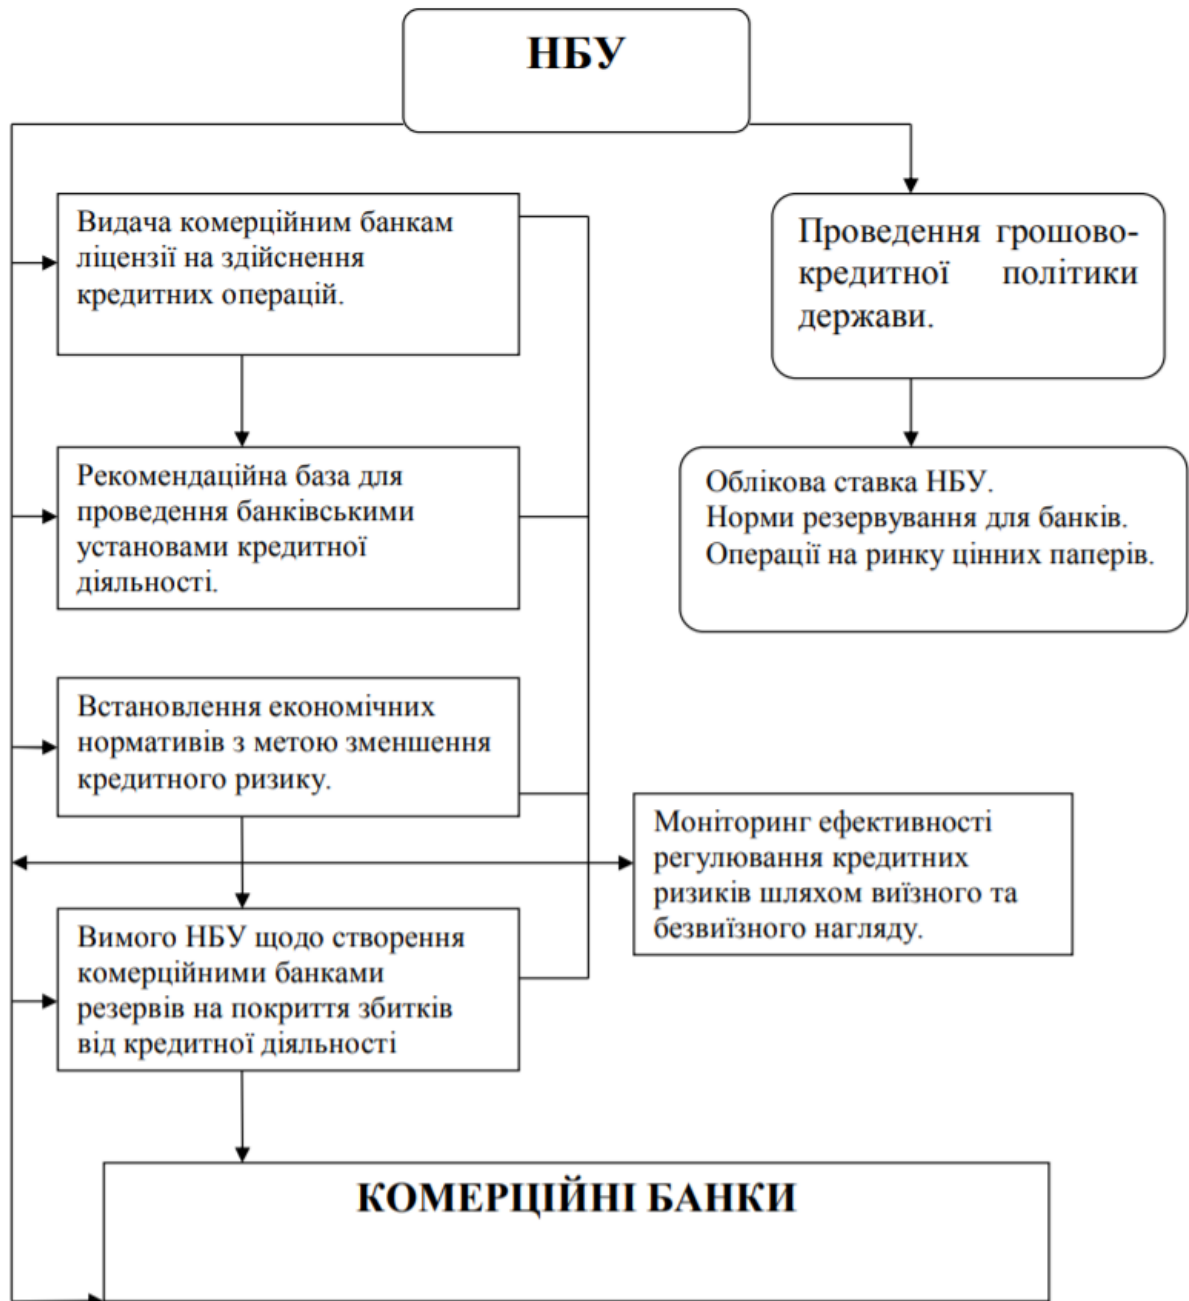 НБУ
Видача комерційним банкам
ліцензії на здійснення
кредитних операцій.
Проведення грошово-
кредитної політики
держави.
Рекомендаційна база для
проведення банківськими
установами кредитної
діяльності.
Облікова ставка НБУ.
Норми резервування для банків.
Операції на ринку цінних паперів.
Встановлення економічних
нормативів з метою зменшення
кредитного ризику.
Моніторинг ефективності
регулювання кредитних
ризиків шляхом виїзного та
безвиїзного нагляду.
Вимого НБУ щодо створення
комерційними банками
резервів на покриття збитків
від кредитної діяльності
КОМЕРЦІЙНІ БАНКИ